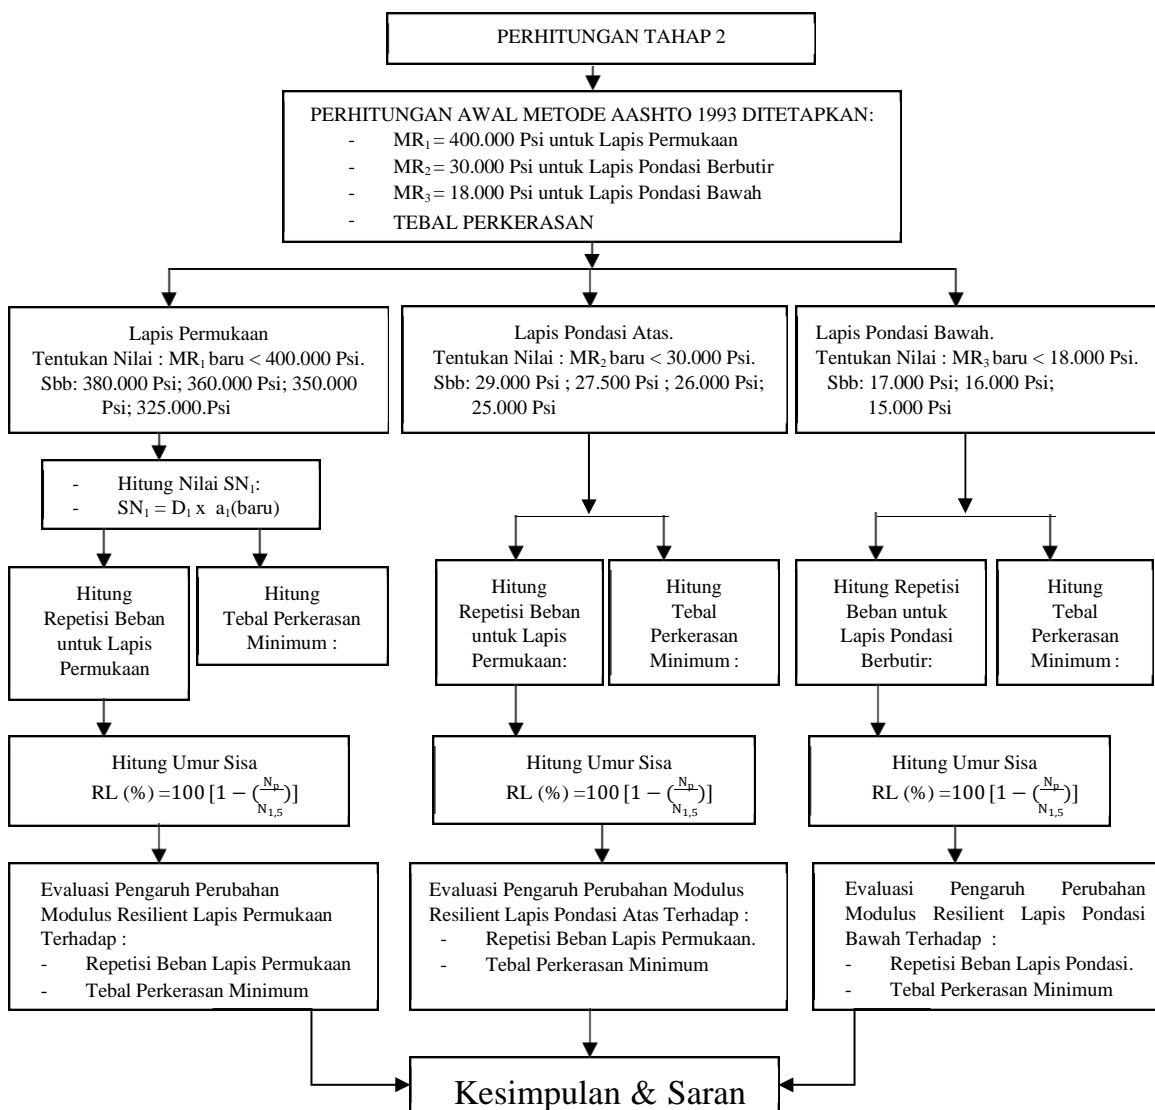 PERHITUNGAN TAHAP 2
PERHITUNGAN AWAL METODE AASHTO 1993 DITETAPKAN:
- MR₁ = 400.000 Psi untuk Lapis Permukaan
- MR₂ = 30.000 Psi untuk Lapis Pondasi Berbutir
- MR₃ = 18.000 Psi untuk Lapis Pondasi Bawah
- TEBAL PERKERASAN
Lapis Permukaan
Tentukan Nilai : MR₁ baru < 400.000 Psi.
Sbb: 380.000 Psi; 360.000 Psi; 350.000
Psi; 325.000.Psi
Lapis Pondasi Atas.
Tentukan Nilai : MR₂ baru < 30.000 Psi.
Sbb: 29.000 Psi ; 27.500 Psi ; 26.000 Psi;
25.000 Psi
Lapis Pondasi Bawah.
Tentukan Nilai : MR₃ baru < 18.000 Psi.
Sbb: 17.000 Psi; 16.000 Psi;
15.000 Psi
- Hitung Nilai SN₁:
- SN₁ = D₁ x a₁(baru)
Hitung
Repetisi Beban
untuk Lapis
Permukaan
Hitung
Tebal Perkerasan
Minimum :
Hitung
Repetisi Beban
untuk Lapis
Permukaan:
Hitung
Tebal
Perkerasan
Minimum :
Hitung Repetisi
Beban untuk
Lapis Pondasi
Berbutir:
Hitung
Tebal
Perkerasan
Minimum :
Hitung Umur Sisa
RL (%) =100 [1 − (Nₚ/N₁,₅)]
Hitung Umur Sisa
RL (%) =100 [1 − (Nₚ/N₁,₅)]
Hitung Umur Sisa
RL (%) =100 [1 − (Nₚ/N₁,₅)]
Evaluasi Pengaruh Perubahan
Modulus Resilient Lapis Permukaan
Terhadap :
- Repetisi Beban Lapis Permukaan
- Tebal Perkerasan Minimum
Evaluasi Pengaruh Perubahan Modulus
Resilient Lapis Pondasi Atas Terhadap :
- Repetisi Beban Lapis Permukaan.
- Tebal Perkerasan Minimum
Evaluasi Pengaruh Perubahan
Modulus Resilient Lapis Pondasi
Bawah Terhadap :
- Repetisi Beban Lapis Pondasi.
- Tebal Perkerasan Minimum
Kesimpulan & Saran